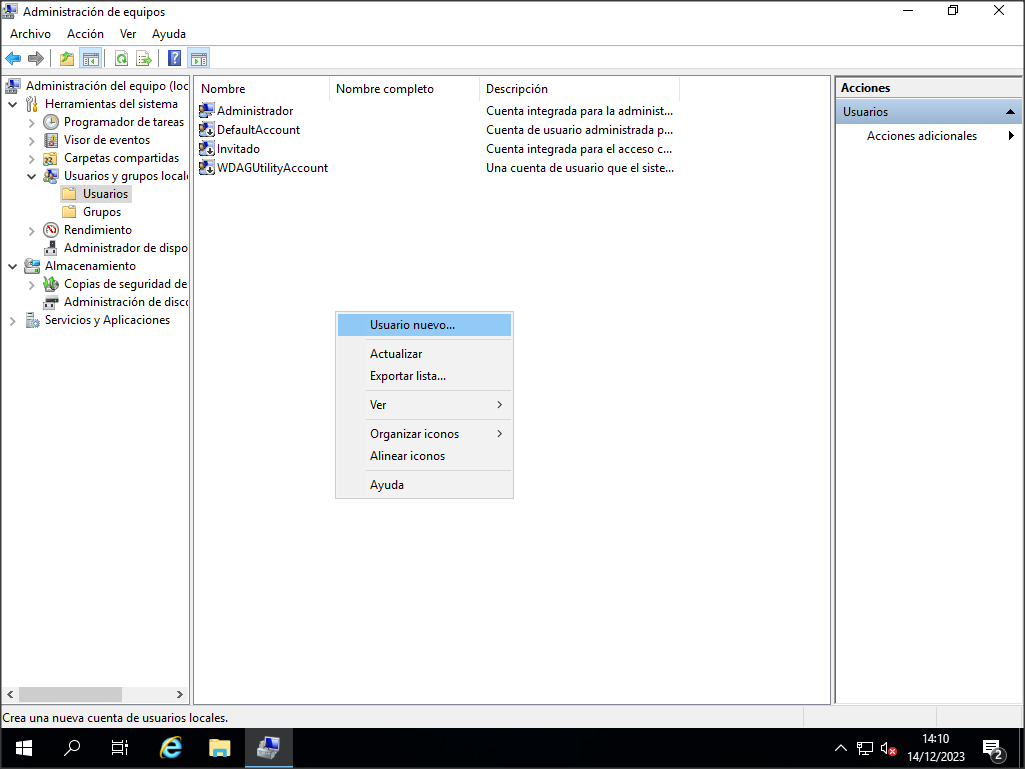 Administración de equipos
Archivo Acción Ver Ayuda
Administración del equipo (loc
Herramientas del sistema
Programador de tareas
Visor de eventos
Carpetas compartidas
Usuarios y grupos locale
Usuarios
Grupos
Rendimiento
Administrador de dispo
Almacenamiento
Copias de seguridad de
Administración de disco
Servicios y Aplicaciones
Nombre Nombre completo Descripción
Administrador Cuenta integrada para la administ...
DefaultAccount Cuenta de usuario administrada p...
Invitado Cuenta integrada para el acceso c...
WDAGUtilityAccount Una cuenta de usuario que el siste...
Usuario nuevo...
Actualizar
Exportar lista...
Ver
Organizar iconos
Alinear iconos
Ayuda
Acciones
Usuarios
Acciones adicionales
Crea una nueva cuenta de usuarios locales.
14:10
14/12/2023
2